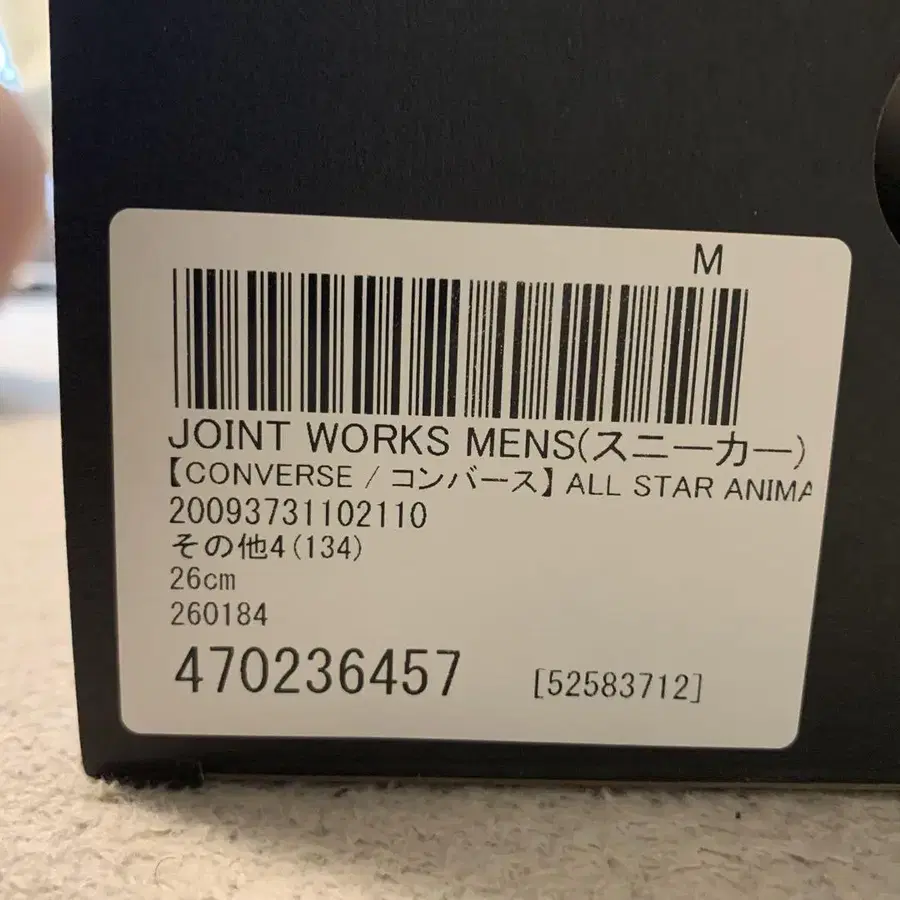 M
JOINT WORKS MENS(スニーカー)
【CONVERSE / コンバース】 ALL STAR ANIMA
20093731102110
その他4(134)
26cm
260184
470236457 [52583712]